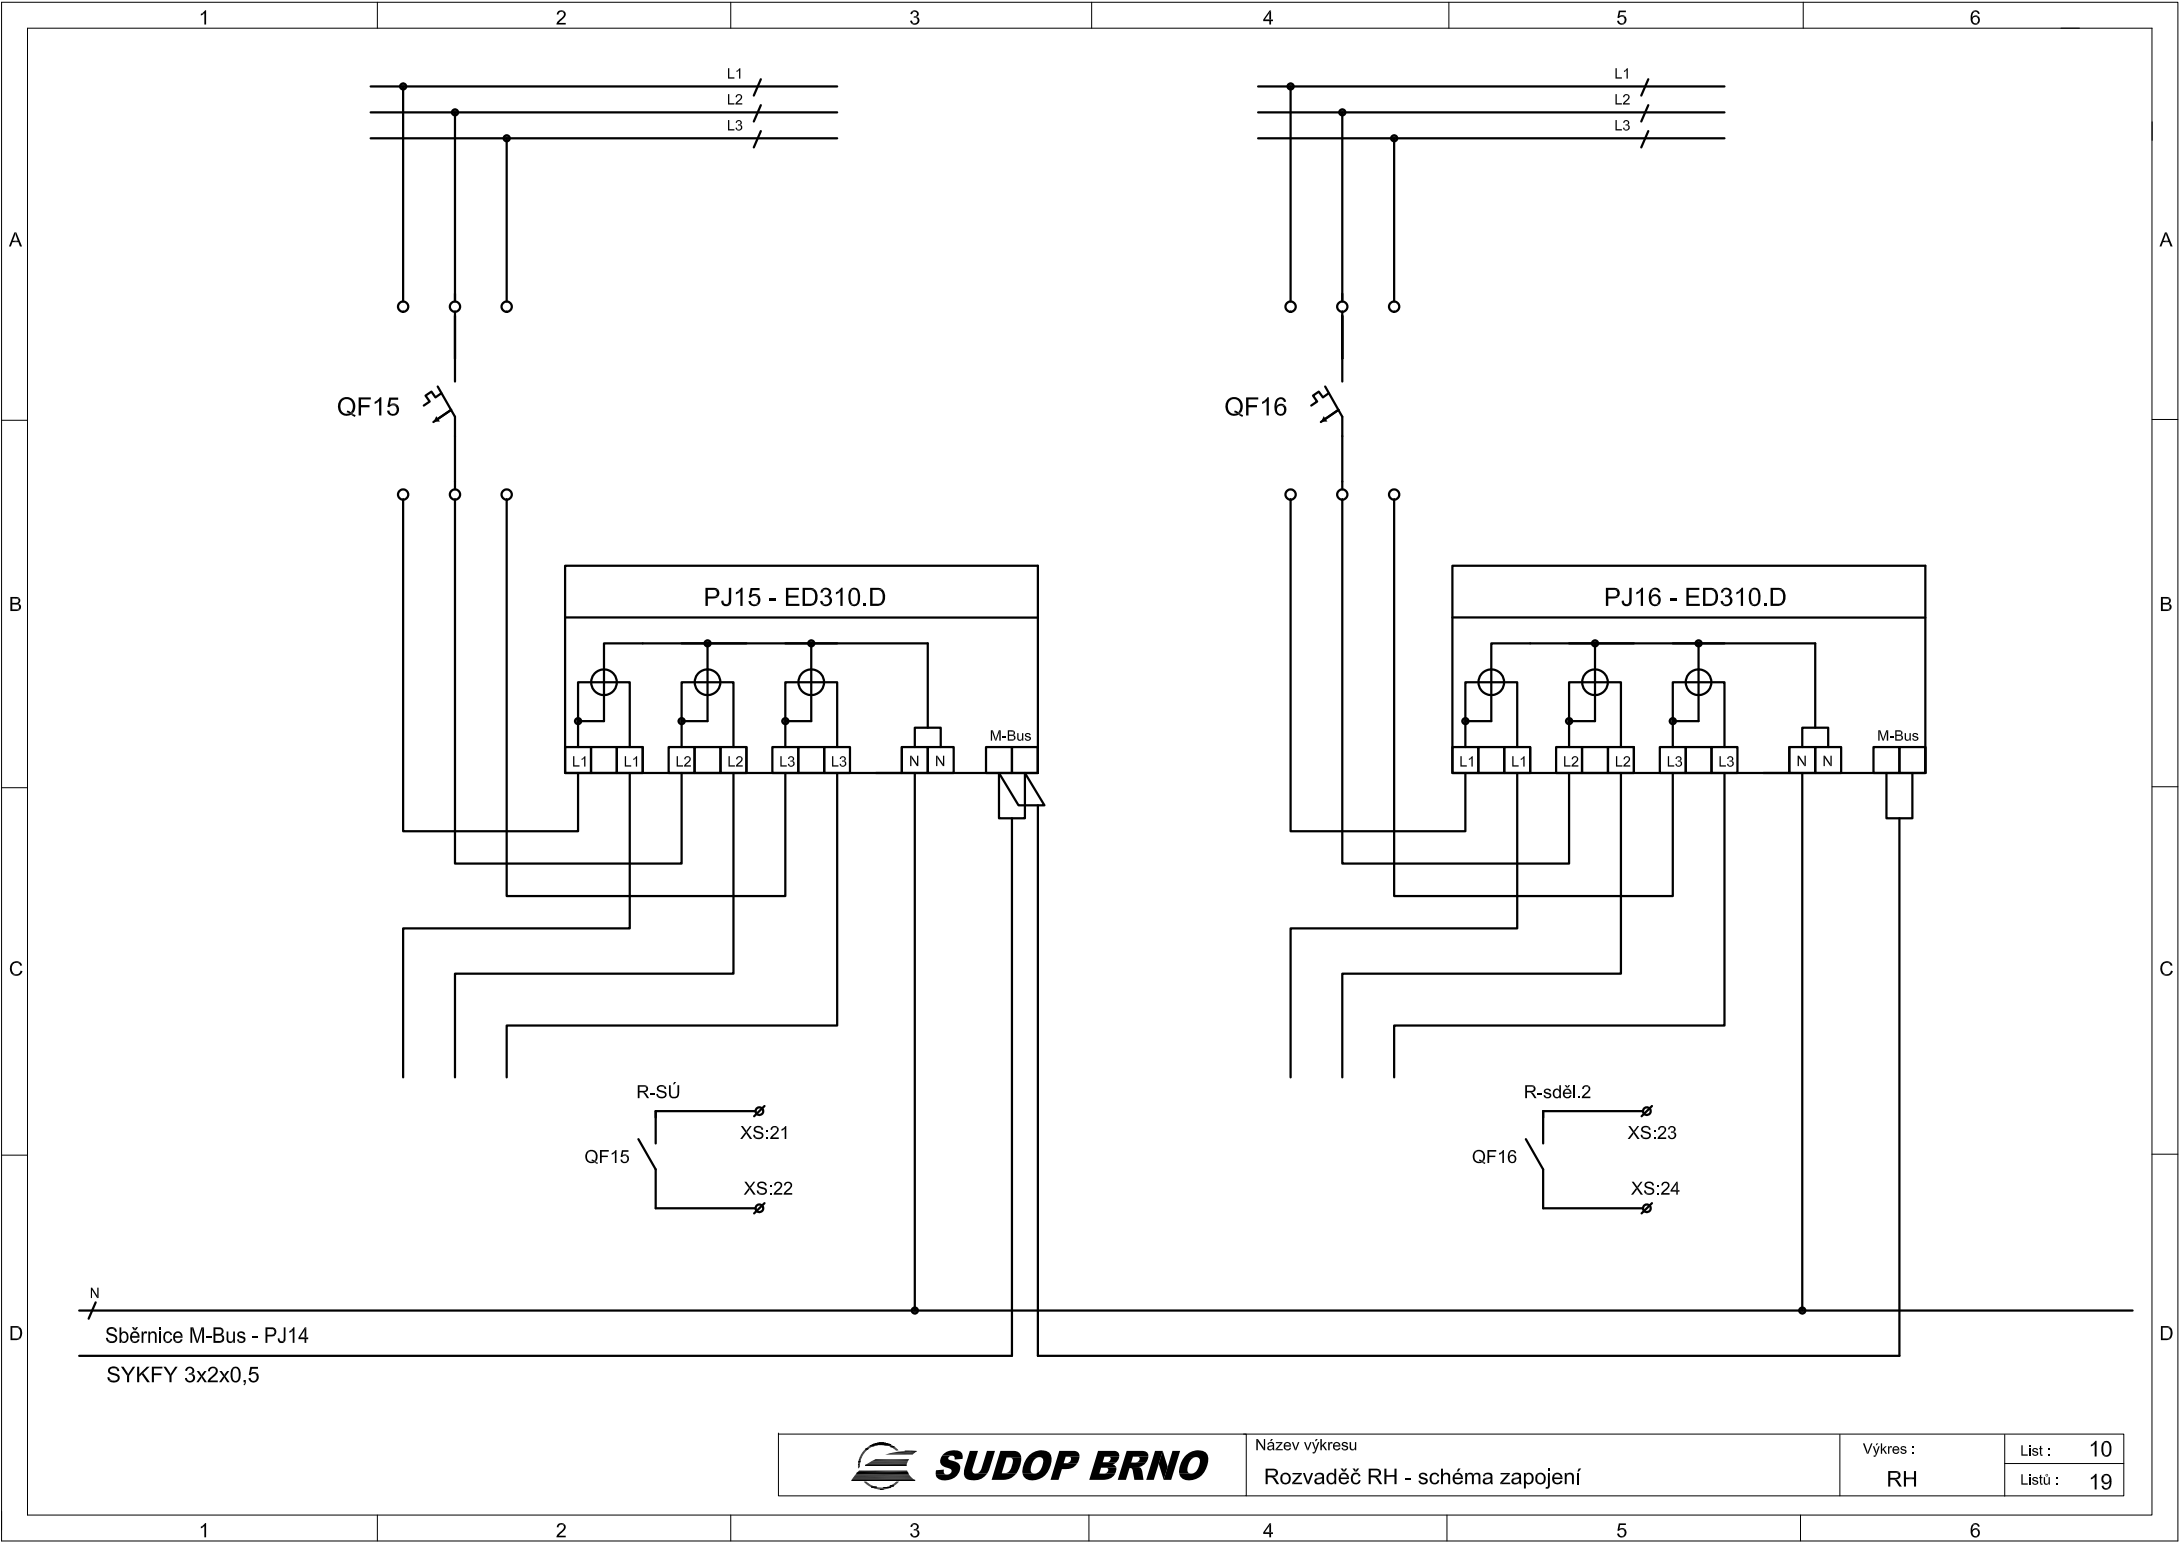 1 2 3 4 5 6
L1 L1
L2 L2
L3 L3
A A
QF15 QF16
B B
PJ15 - ED310.D PJ16 - ED310.D
M-Bus M-Bus
L1 L1 L2 L2 L3 L3 N N L1 L1 L2 L2 L3 L3 N N
C C
R-SÚ R-sděl.2
XS:21 XS:23
QF15 QF16
XS:22 XS:24
N
D D
Sběrnice M-Bus - PJ14
SYKFY 3x2x0,5
SUDOP BRNO
Název výkresu
Rozvaděč RH - schéma zapojení
Výkres :
RH
List : 10
Listů : 19
1 2 3 4 5 6